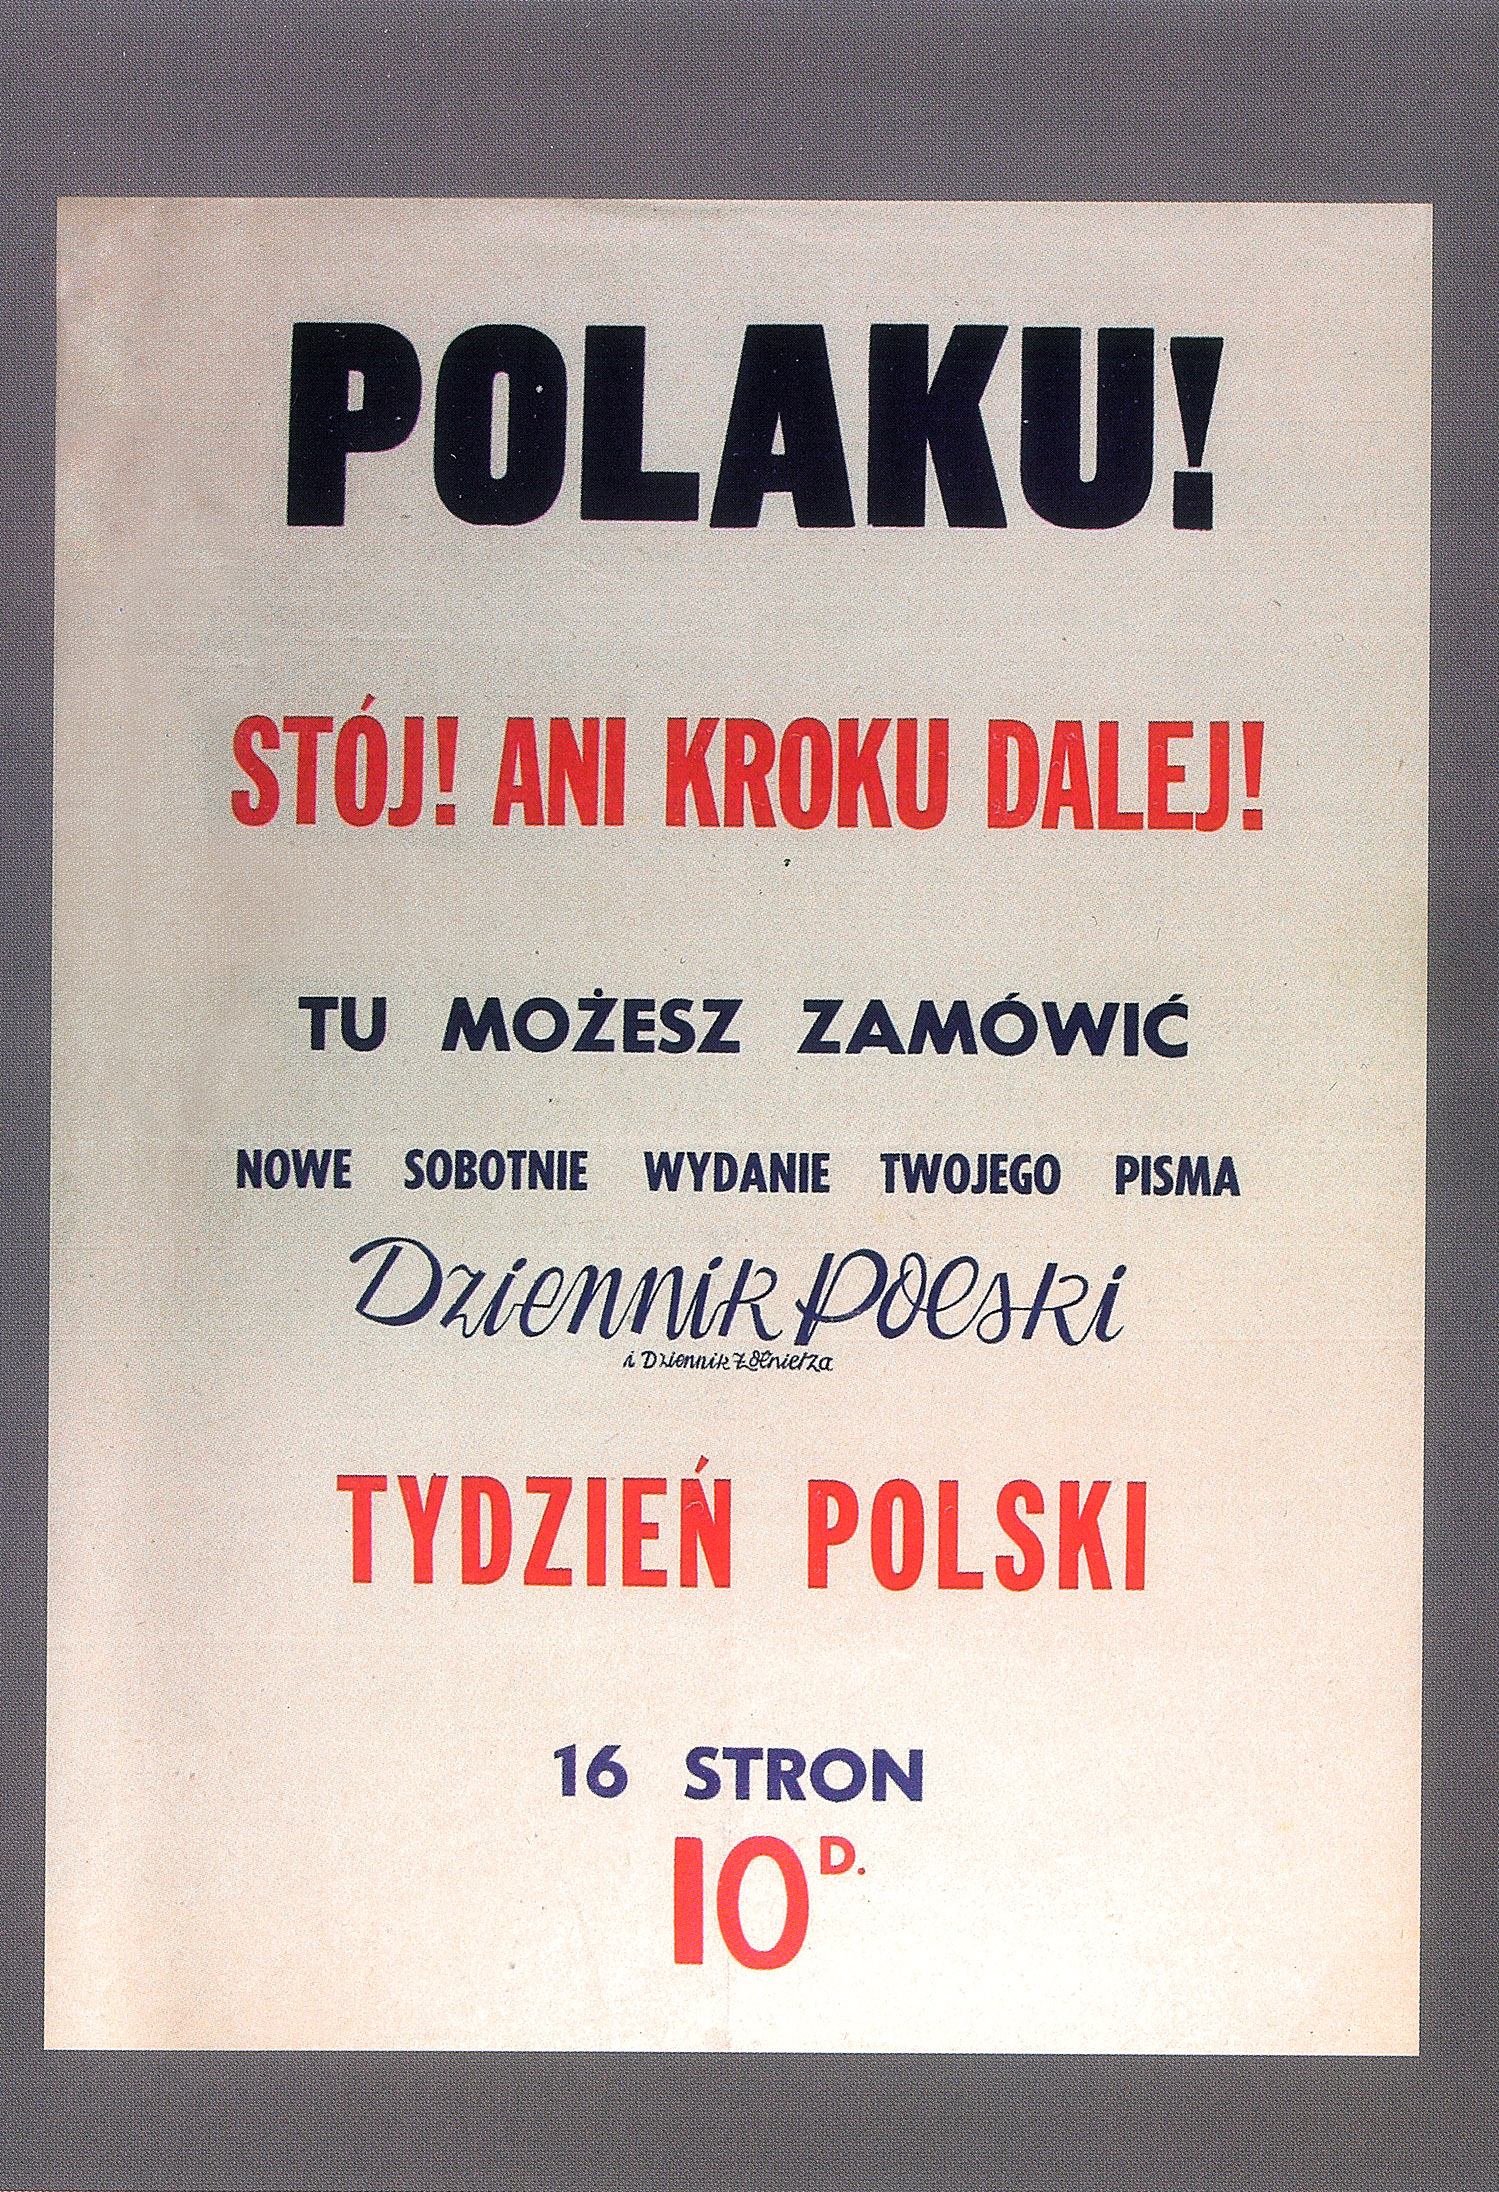 POLAKU!
STÓJ! ANI KROKU DALEJ!
TU MOŻESZ ZAMÓWIĆ
NOWE SOBOTNIE WYDANIE TWOJEGO PISMA
Dziennik Polski
i Dziennik Żołnierza
TYDZIEŃ POLSKI
16 STRON
10D.